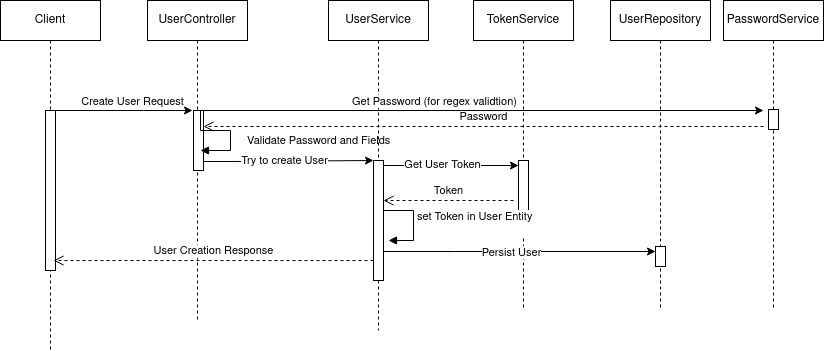 Client
UserController
UserService
TokenService
UserRepository
PasswordService
Create User Request
Get Password (for regex validtion)
Password
Validate Password and Fields
Try to create User
Get User Token
Token
set Token in User Entity
User Creation Response
Persist User